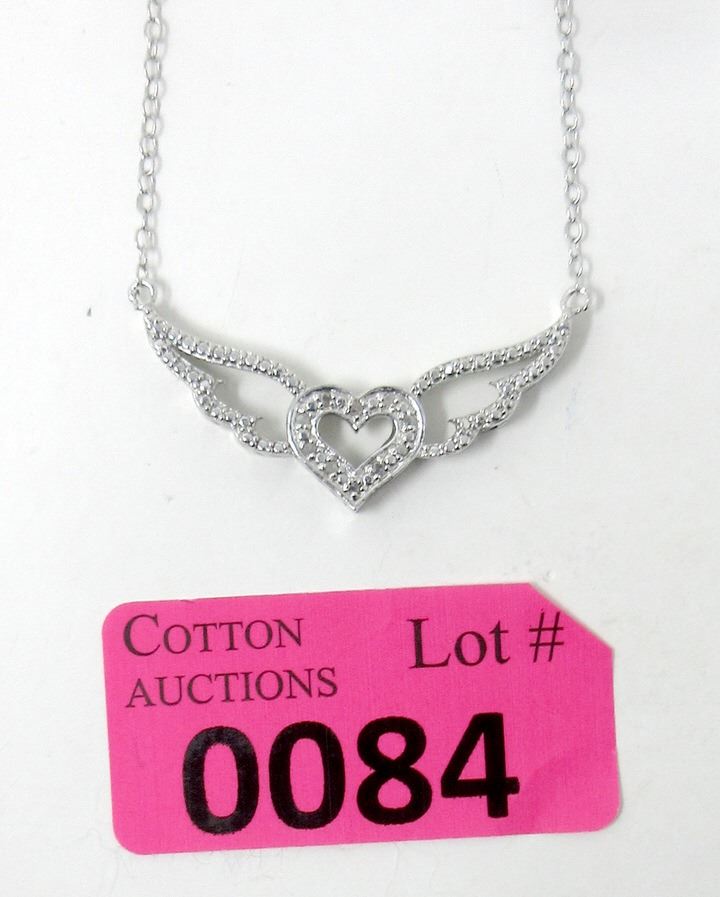 COTTON
AUCTIONS
Lot #
0084